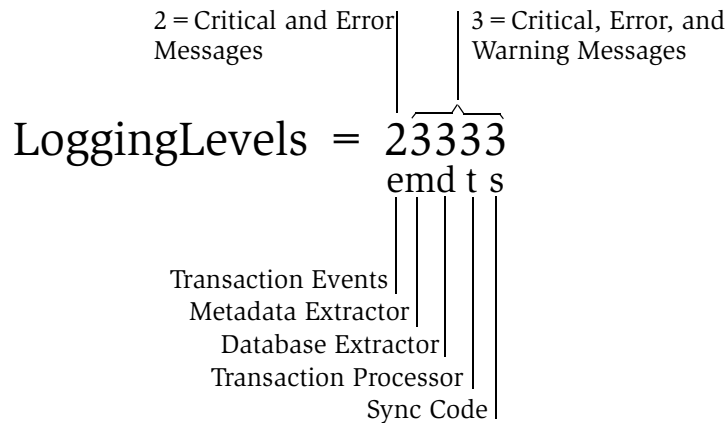 2 = Critical and Error
Messages
3 = Critical, Error, and
Warning Messages
LoggingLevels = 23333
emd t s
Transaction Events
Metadata Extractor
Database Extractor
Transaction Processor
Sync Code